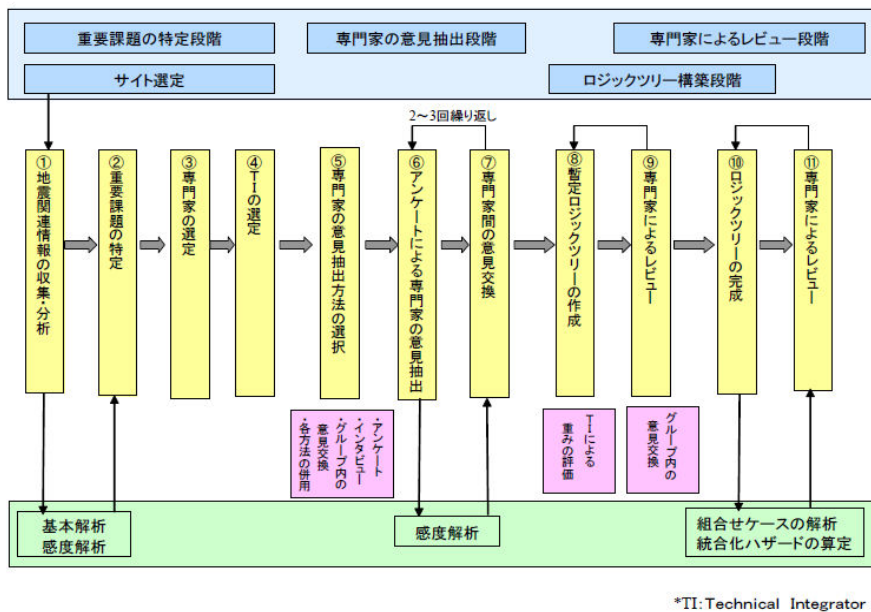 重要課題の特定段階
専門家の意見抽出段階
専門家によるレビュー段階
サイト選定
ロジックツリー構築段階
2～3回繰り返し
①地震関連情報の収集・分析
②重要課題の特定
③専門家の選定
④TIの選定
⑤専門家の意見抽出方法の選択
⑥アンケートによる専門家の意見抽出
⑦専門家間の意見交換
⑧暫定ロジックツリーの作成
⑨専門家によるレビュー
⑩ロジックツリーの完成
⑪専門家によるレビュー
・アンケート
・インタビュー
・グループ内の
意見交換
・各方法の併用
TIによる
重みの評価
グループ内の
意見交換
基本解析
感度解析
感度解析
組合せケースの解析
統合化ハザードの算定
*TI: Technical Integrator